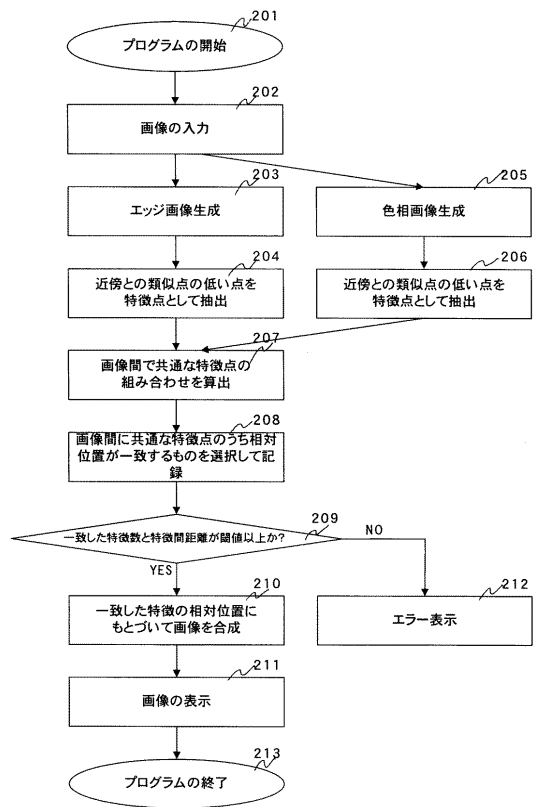 201
プログラムの開始
202
画像の入力
203
エッジ画像生成
205
色相画像生成
204
近傍との類似点の低い点を
特徴点として抽出
206
近傍との類似点の低い点を
特徴点として抽出
207
画像間で共通な特徴点の
組み合わせを算出
208
画像間に共通な特徴点のうち相対
位置が一致するものを選択して記
録
209
一致した特徴数と特徴間距離が閾値以上か?
NO
YES
210
一致した特徴の相対位置に
もとづいて画像を合成
212
エラー表示
211
画像の表示
213
プログラムの終了